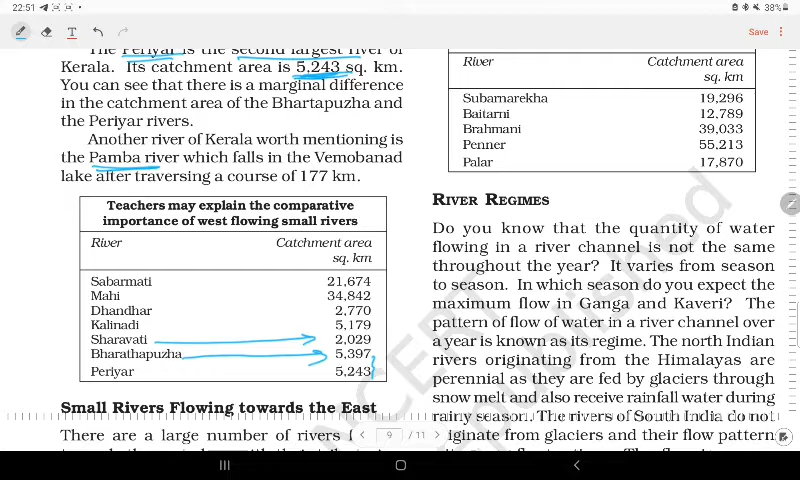 22:51
38%
Save
The Periyar is the second largest river of
Kerala. Its catchment area is 5,243 sq. km.
You can see that there is a marginal difference
in the catchment area of the Bhartapuzha and
the Periyar rivers.
Another river of Kerala worth mentioning is
the Pamba river which falls in the Vemobanad
lake after traversing a course of 177 km.
Teachers may explain the comparative
importance of west flowing small rivers
River Catchment area
sq. km
Sabarmati 21,674
Mahi 34,842
Dhandhar 2,770
Kalinadi 5,179
Sharavati 2,029
Bharathapuzha 5,397
Periyar 5,243
Small Rivers Flowing towards the East
There are a large number of rivers
9 / 11
River Catchment area
sq. km
Subarnarekha 19,296
Baitarni 12,789
Brahmani 39,033
Penner 55,213
Palar 17,870
RIVER REGIMES
Do you know that the quantity of water
flowing in a river channel is not the same
throughout the year? It varies from season
to season. In which season do you expect the
maximum flow in Ganga and Kaveri? The
pattern of flow of water in a river channel over
a year is known as its regime. The north Indian
rivers originating from the Himalayas are
perennial as they are fed by glaciers through
snow melt and also receive rainfall water during
rainy season. The rivers of South India do not
originate from glaciers and their flow pattern
NCERT
republished